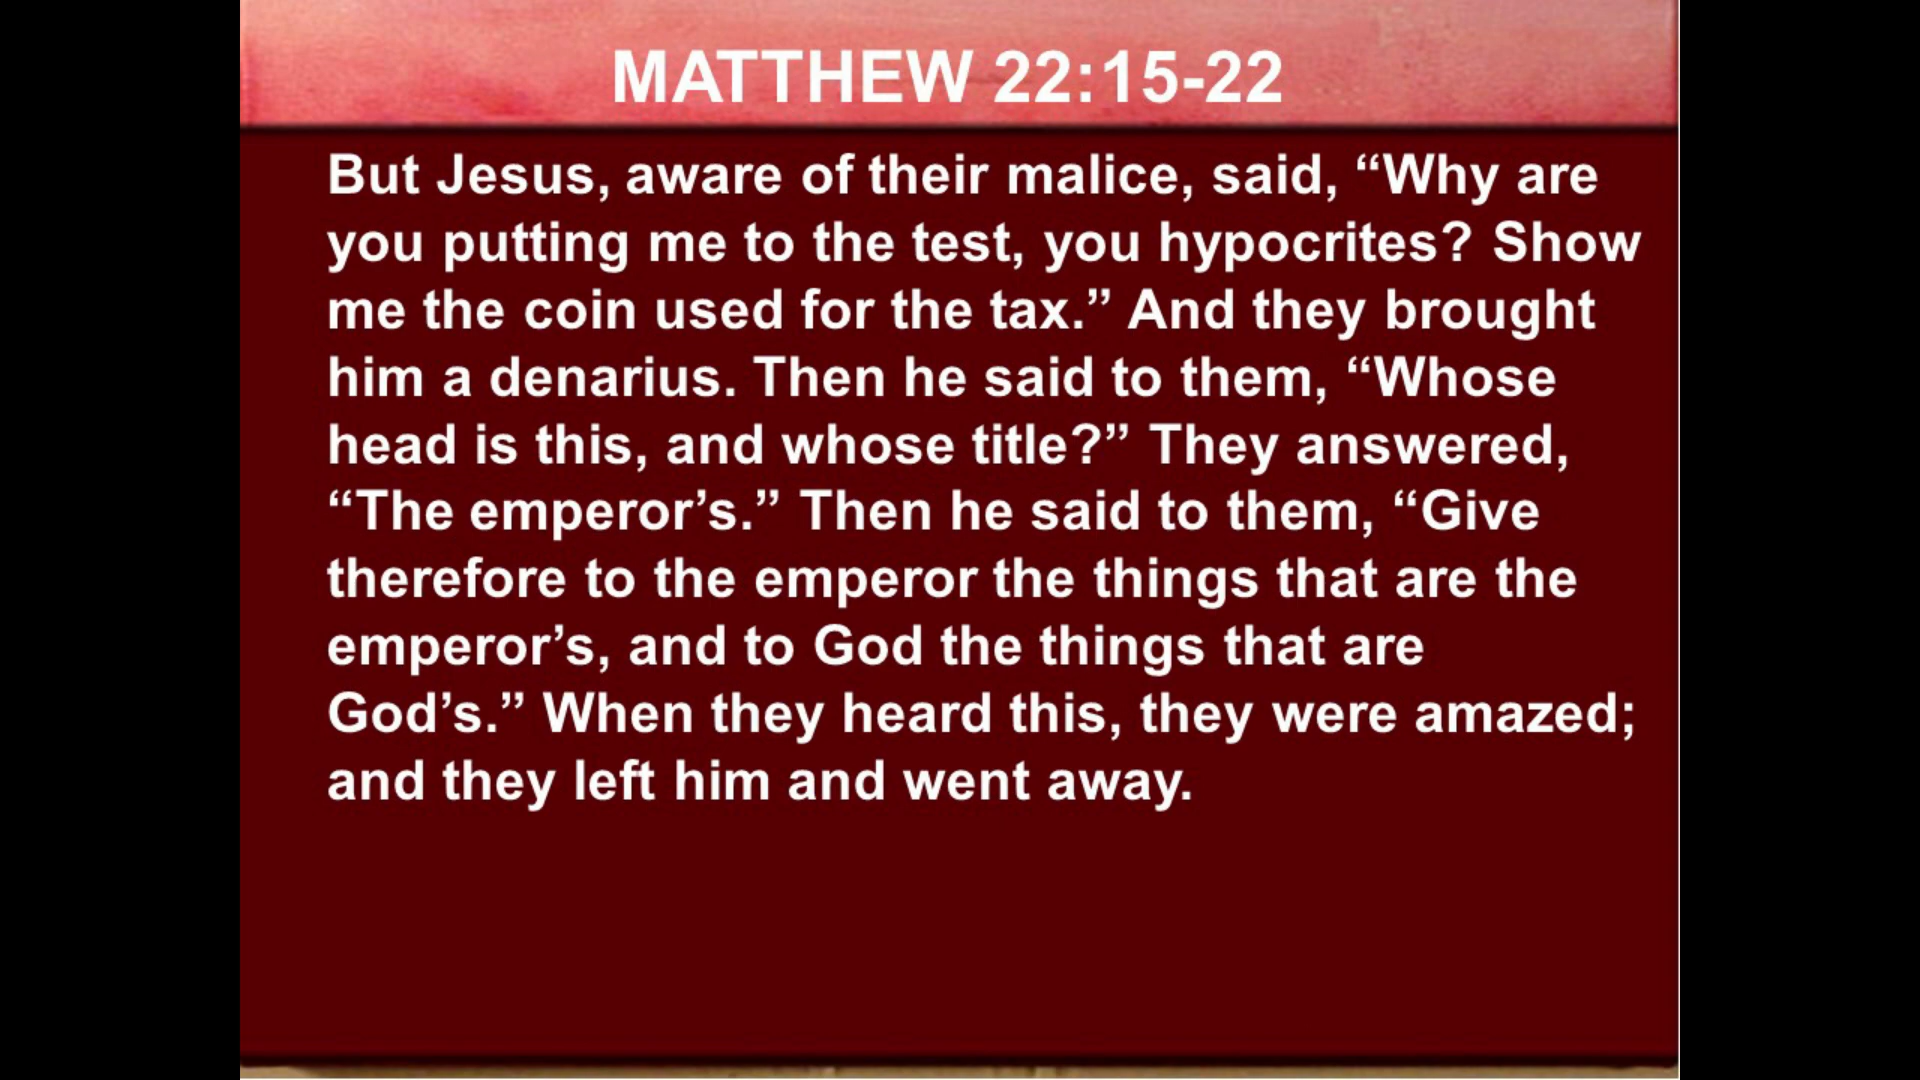 MATTHEW 22:15-22
But Jesus, aware of their malice, said, “Why are
you putting me to the test, you hypocrites? Show
me the coin used for the tax.” And they brought
him a denarius. Then he said to them, “Whose
head is this, and whose title?” They answered,
“The emperor’s.” Then he said to them, “Give
therefore to the emperor the things that are the
emperor’s, and to God the things that are
God’s.” When they heard this, they were amazed;
and they left him and went away.